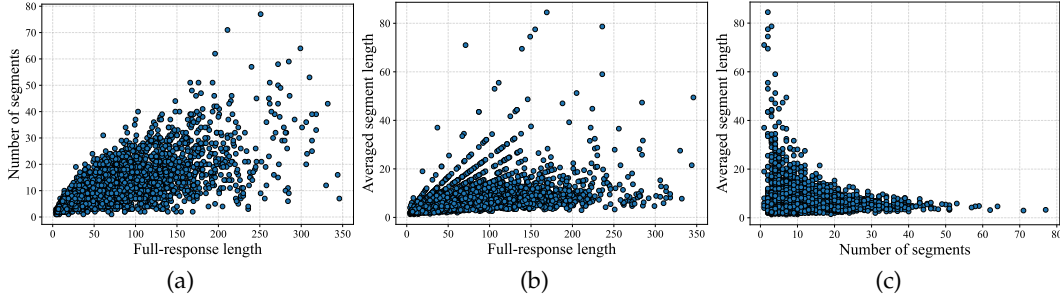 80
70
60
50
40
30
20
10
0
Number of segments
0 50 100 150 200 250 300 350
Full-response length
(a)
80
60
40
20
0
Averaged segment length
0 50 100 150 200 250 300 350
Full-response length
(b)
80
60
40
20
0
Averaged segment length
0 10 20 30 40 50 60 70 80
Number of segments
(c)